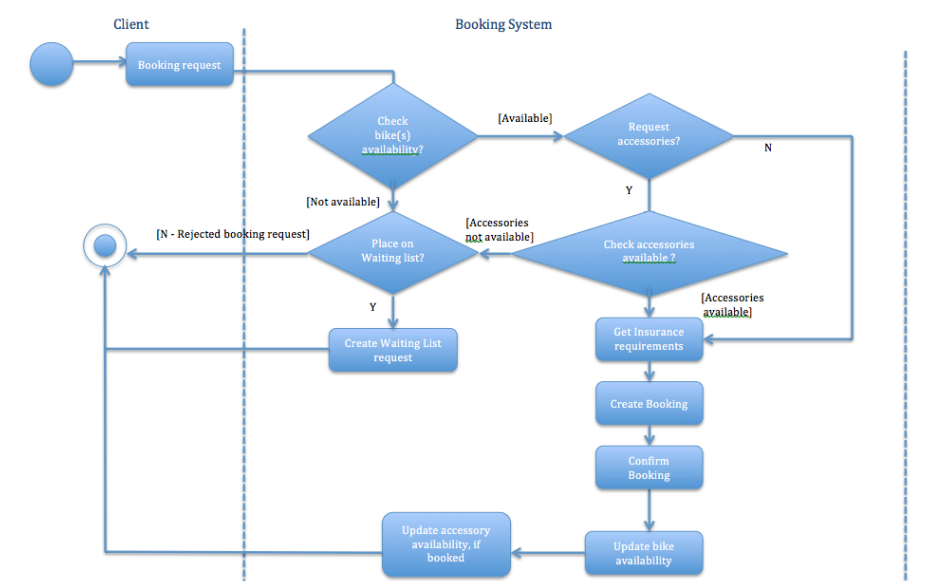 Client
Booking System
Booking request
Check
bike(s)
availability?
[Available]
Request
accessories?
N
Y
[Not available]
[N - Rejected booking request]
Place on
Waiting list?
[Accessories
not available]
Check accessories
available ?
Y
[Accessories
available]
Create Waiting List
request
Get Insurance
requirements
Create Booking
Confirm
Booking
Update accessory
availability, if
booked
Update bike
availability